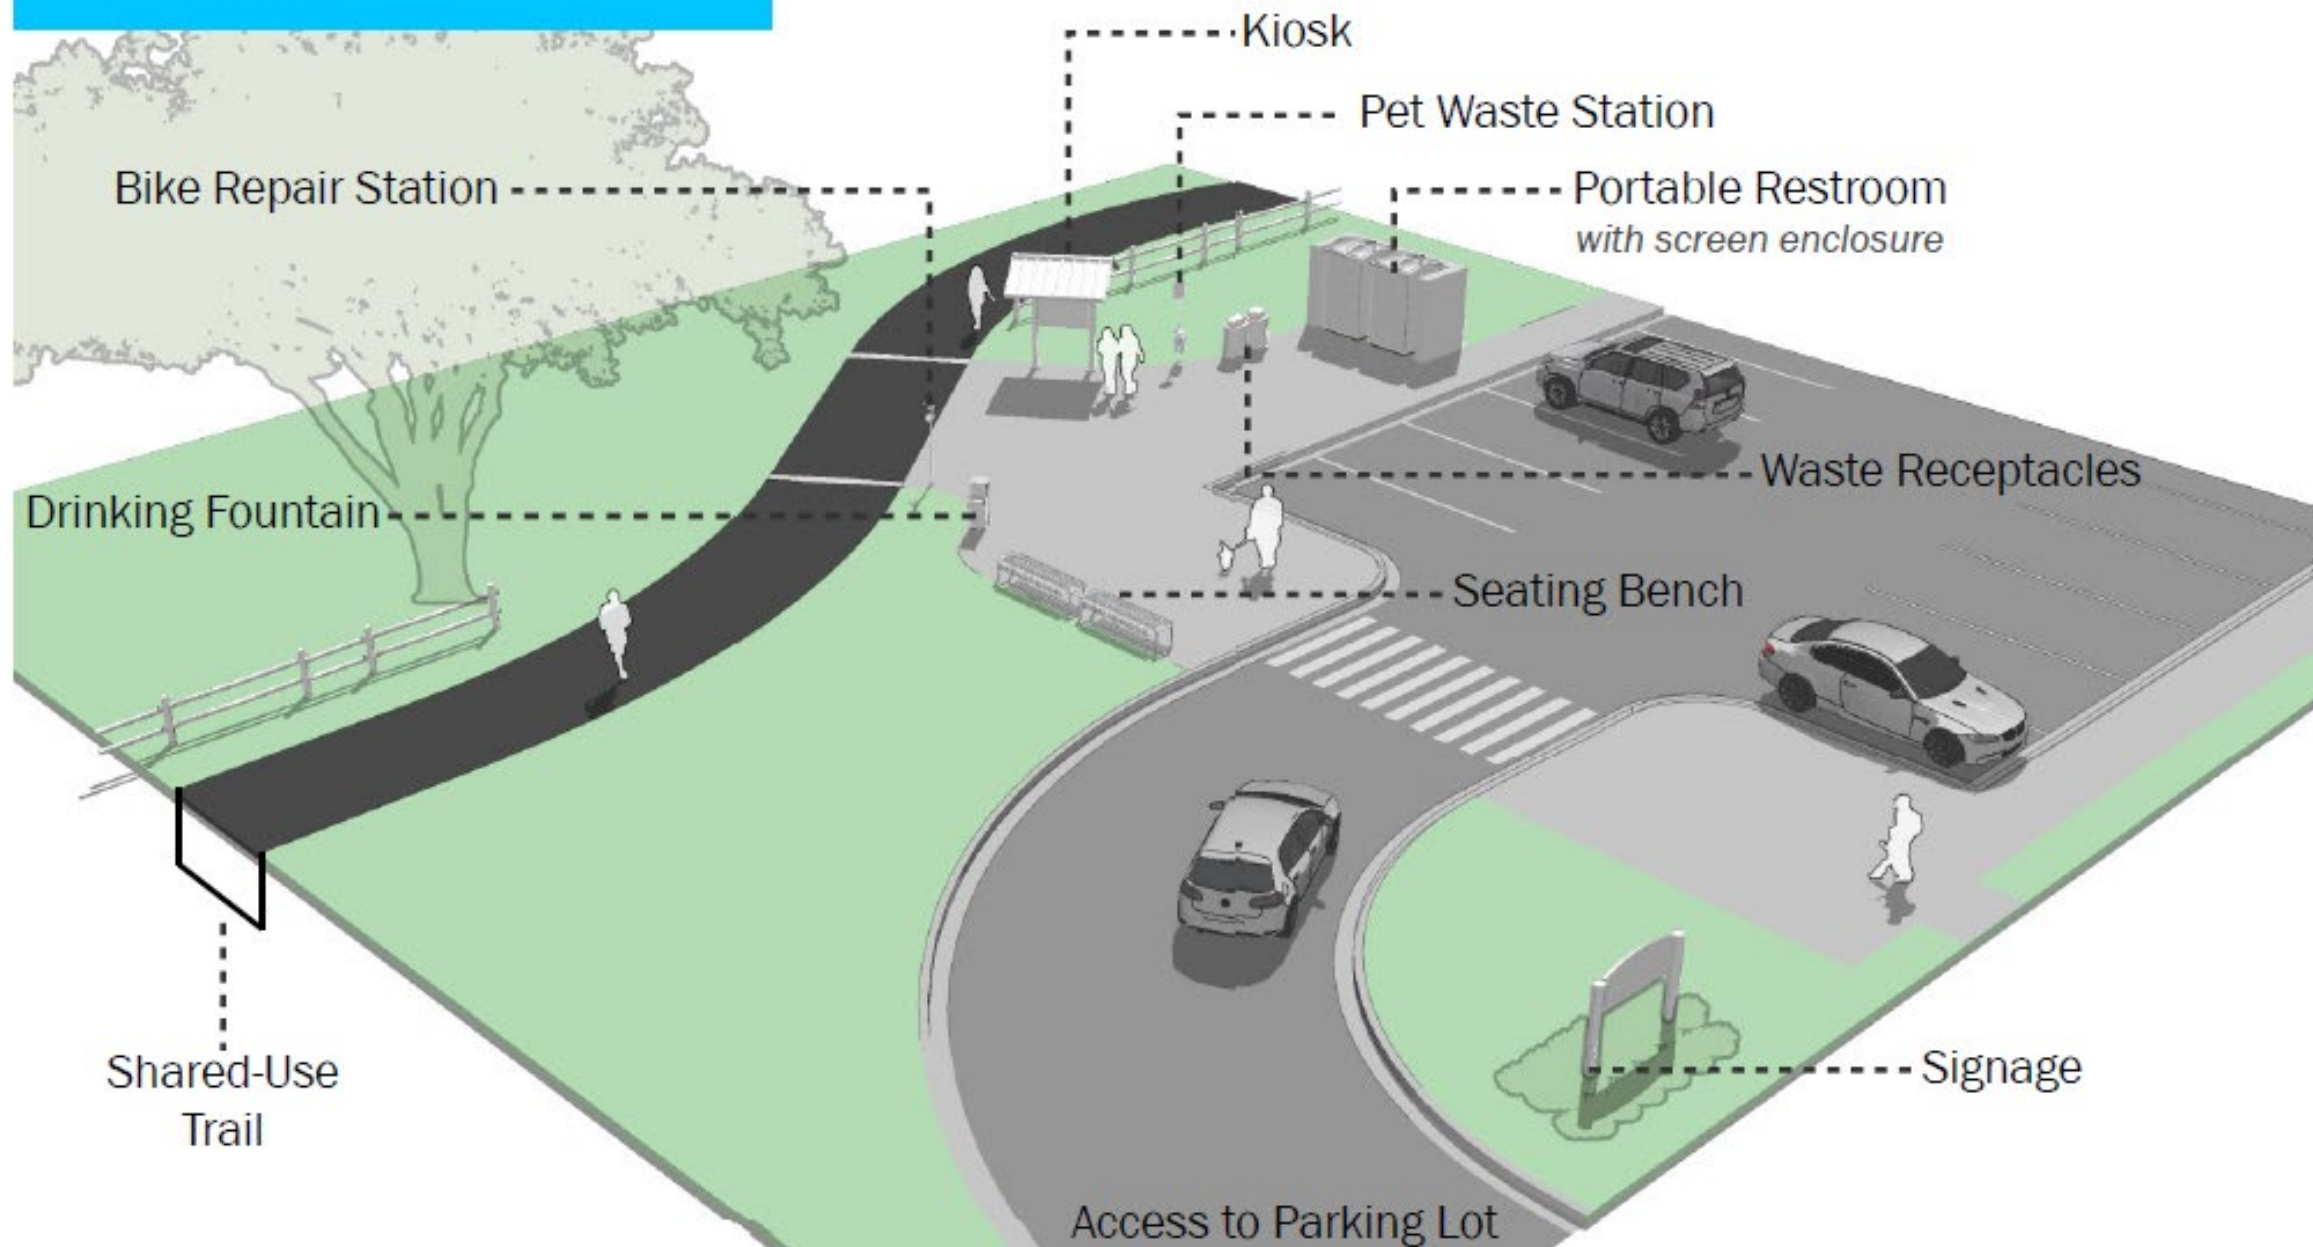 Kiosk
Pet Waste Station
Bike Repair Station
Portable Restroom
with screen enclosure
Waste Receptacles
Drinking Fountain
Seating Bench
Shared-Use
Trail
Signage
Access to Parking Lot